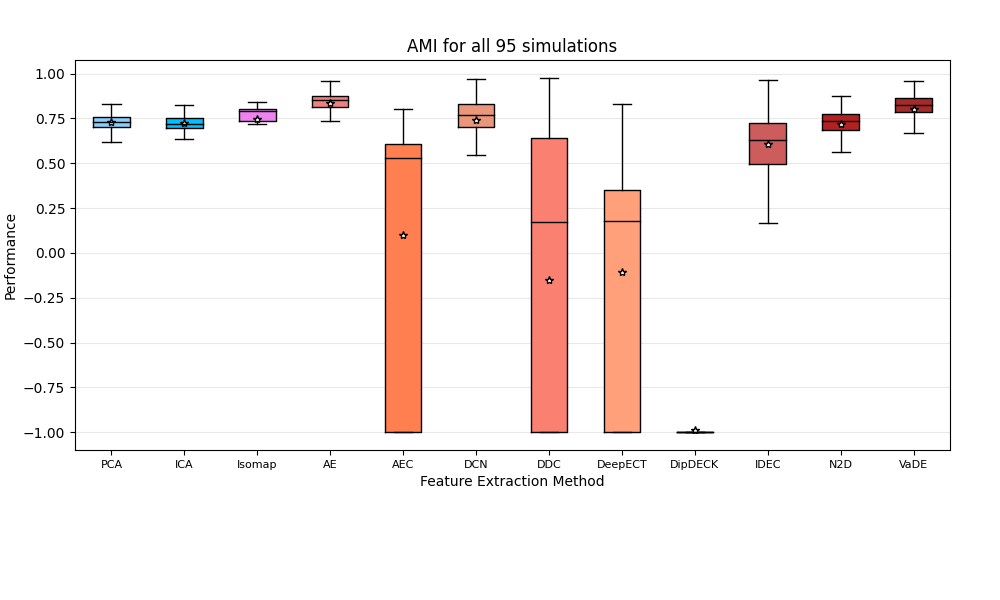 AMI for all 95 simulations
1.00
0.75
0.50
0.25
0.00
−0.25
−0.50
−0.75
−1.00
Performance
PCA ICA Isomap AE AEC DCN DDC DeepECT DipDECK IDEC N2D VaDE
Feature Extraction Method